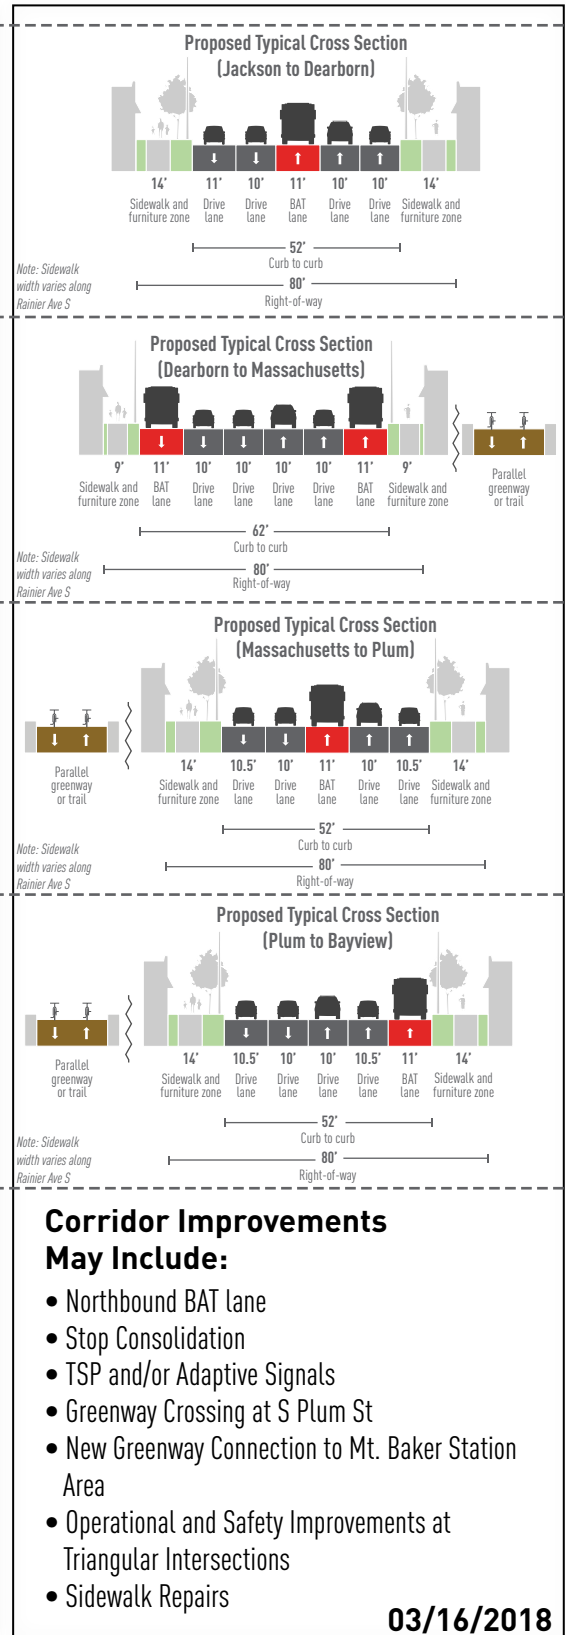 Proposed Typical Cross Section
(Jackson to Dearborn)
14' 11' 10' 11' 10' 10' 14'
Sidewalk and furniture zone Drive lane Drive lane BAT lane Drive lane Drive lane Sidewalk and furniture zone
52'
Curb to curb
80'
Right-of-way
Note: Sidewalk
width varies along
Rainier Ave S
Proposed Typical Cross Section
(Dearborn to Massachusetts)
9' 11' 10' 10' 10' 10' 11' 9'
Sidewalk and furniture zone BAT lane Drive lane Drive lane Drive lane Drive lane BAT lane Sidewalk and furniture zone
Parallel
greenway
or trail
62'
Curb to curb
80'
Right-of-way
Note: Sidewalk
width varies along
Rainier Ave S
Proposed Typical Cross Section
(Massachusetts to Plum)
Parallel
greenway
or trail
14' 10.5' 10' 11' 10' 10.5' 14'
Sidewalk and furniture zone Drive lane Drive lane BAT lane Drive lane Drive lane Sidewalk and furniture zone
52'
Curb to curb
80'
Right-of-way
Note: Sidewalk
width varies along
Rainier Ave S
Proposed Typical Cross Section
(Plum to Bayview)
Parallel
greenway
or trail
14' 10.5' 10' 10' 10.5' 11' 14'
Sidewalk and furniture zone Drive lane Drive lane Drive lane Drive lane BAT lane Sidewalk and furniture zone
52'
Curb to curb
80'
Right-of-way
Note: Sidewalk
width varies along
Rainier Ave S
Corridor Improvements
May Include:
• Northbound BAT lane
• Stop Consolidation
• TSP and/or Adaptive Signals
• Greenway Crossing at S Plum St
• New Greenway Connection to Mt. Baker Station
Area
• Operational and Safety Improvements at
Triangular Intersections
• Sidewalk Repairs
03/16/2018